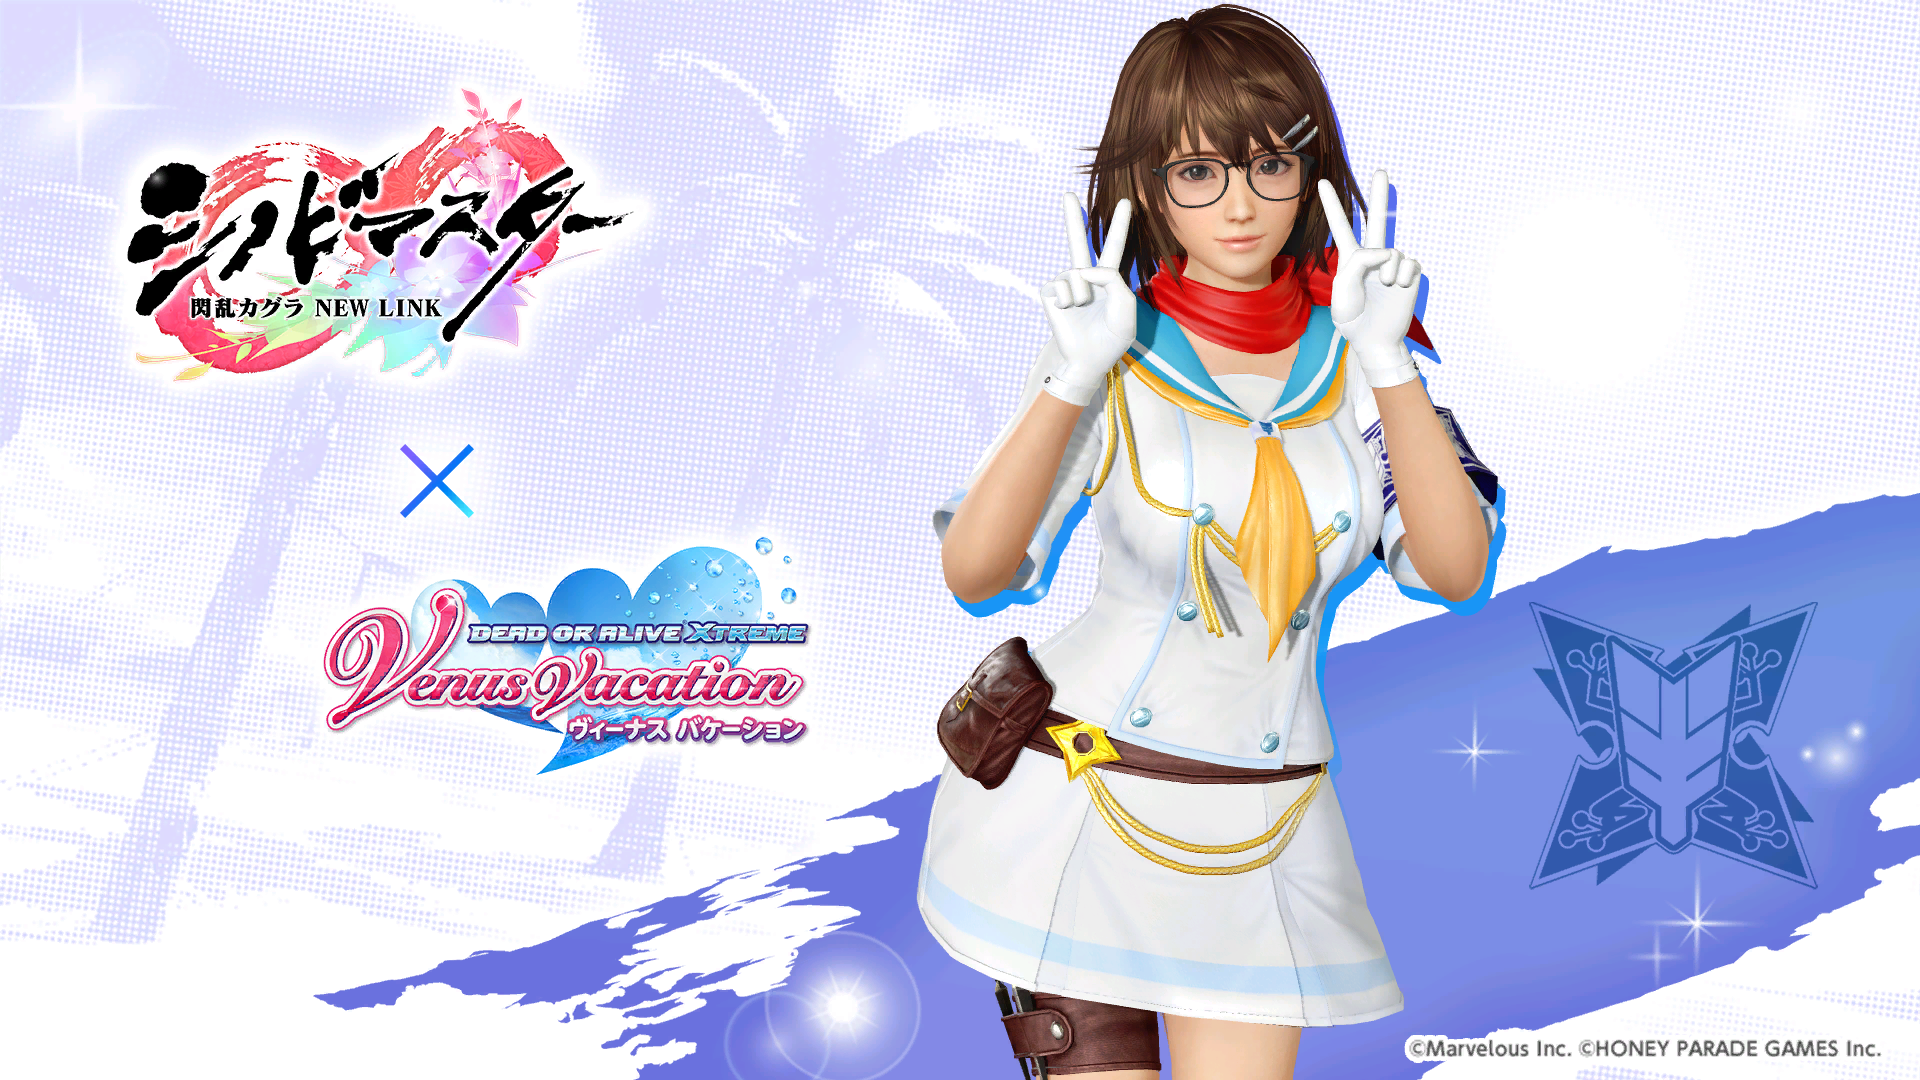 シノビマスター
閃乱カグラ NEW LINK
×
DEAD OR ALIVE XTREME
Venus Vacation
ヴィーナス バケーション
©Marvelous Inc. ©HONEY PARADE GAMES Inc.